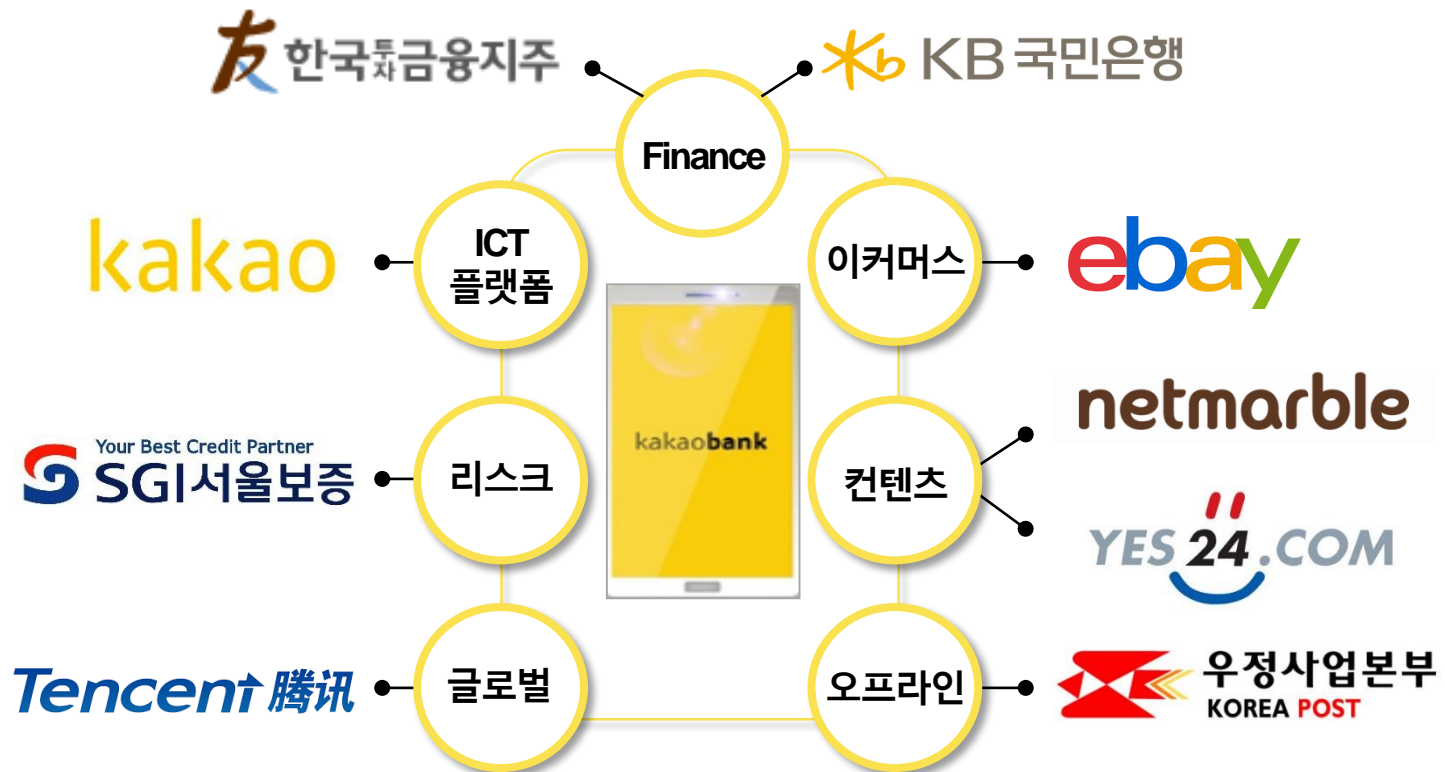 友 한국투자금융지주
Kb KB국민은행
Finance
kakao
ICT
플랫폼
이커머스
ebay
kakaobank
netmarble
Your Best Credit Partner
SGI서울보증
리스크
컨텐츠
YES24.COM
Tencent 腾讯
글로벌
오프라인
우정사업본부
KOREA POST